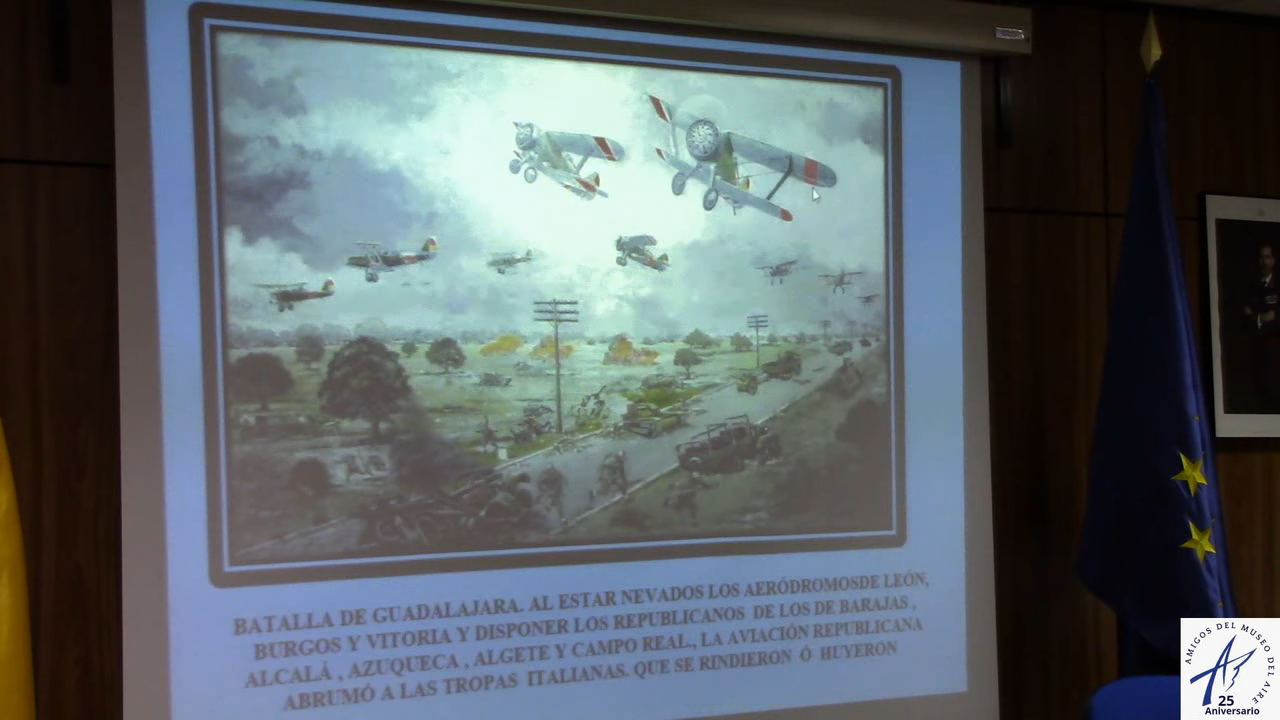 BATALLA DE GUADALAJARA. AL ESTAR NEVADOS LOS AERÓDROMOSDE LEÓN,
BURGOS Y VITORIA Y DISPONER LOS REPUBLICANOS DE LOS DE BARAJAS ,
ALCALÁ , AZUQUECA , ALGETE Y CAMPO REAL., LA AVIACIÓN REPUBLICANA
ABRUMÓ A LAS TROPAS ITALIANAS. QUE SE RINDIERON Ó HUYERON
AMIGOS DEL MUSEO DEL AIRE
25
Aniversario